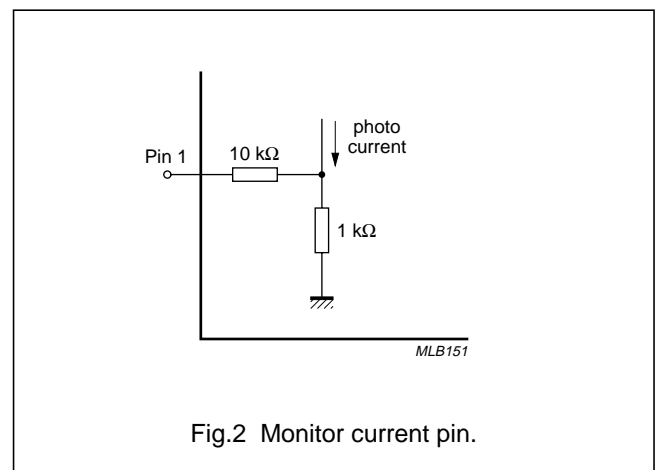 photo
current
Pin 1
10 kΩ
1 kΩ
MLB151
Fig.2 Monitor current pin.